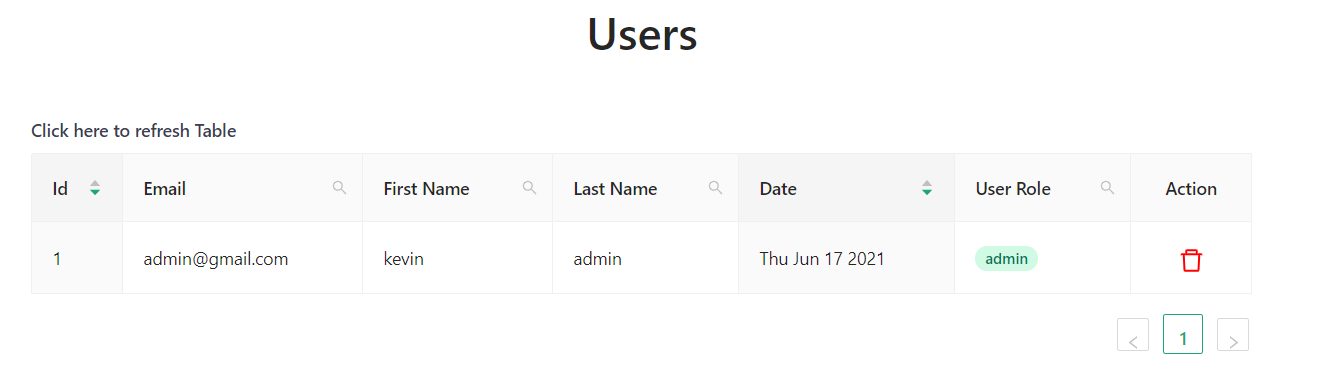 Users
Click here to refresh Table
Id Email First Name Last Name Date User Role Action
1 admin@gmail.com kevin admin Thu Jun 17 2021 admin
< 1 >